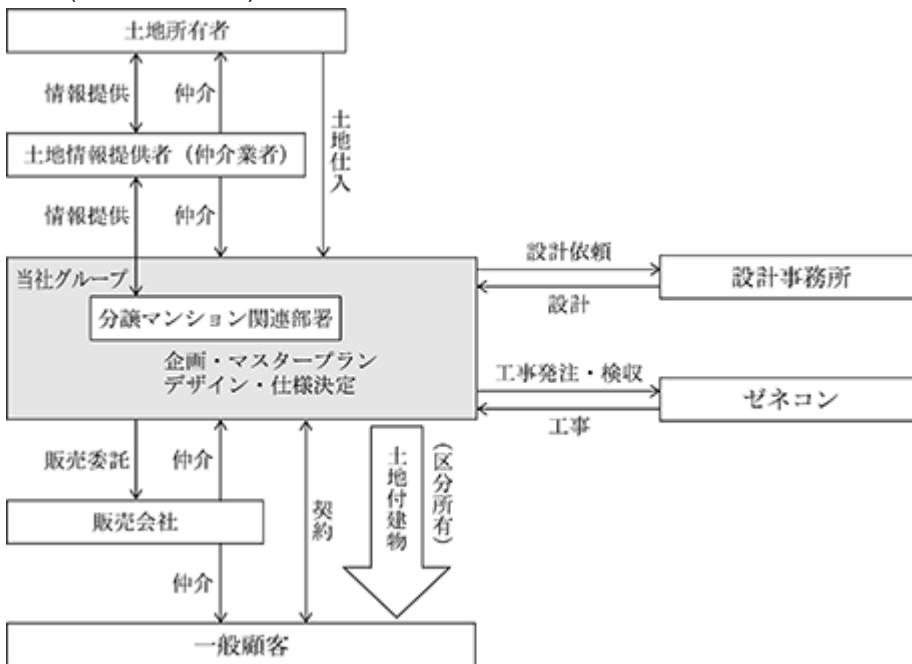 土地所有者
情報提供
仲介
土地仕入
土地情報提供者（仲介業者）
情報提供
仲介
当社グループ
分譲マンション関連部署
企画・マスタープラン
デザイン・仕様決定
設計依頼
設計
設計事務所
工事発注・検収
工事
ゼネコン
販売委託
仲介
契約
土地付建物
（区分所有）
販売会社
仲介
一般顧客